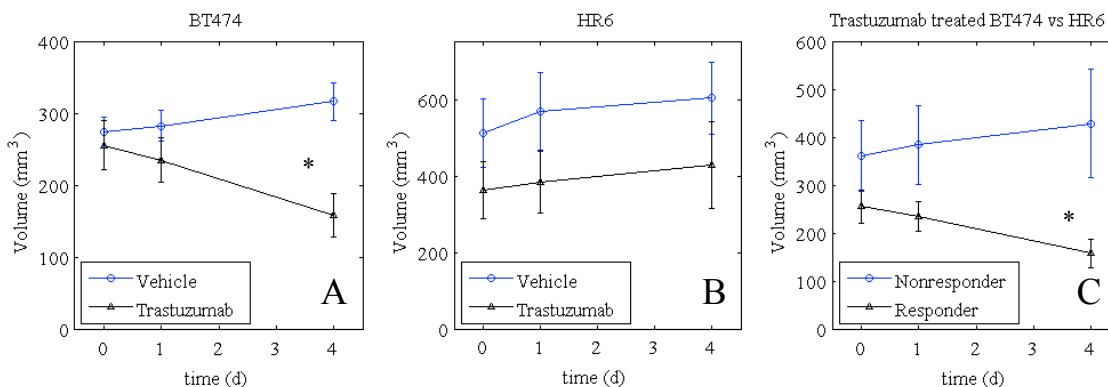 BT474
Volume (mm³)
400
300
200
100
0
*
Vehicle
Trastuzumab
A
0 1 2 3 4
time (d)
HR6
Volume (mm³)
600
400
200
0
Vehicle
Trastuzumab
B
0 1 2 3 4
time (d)
Trastuzumab treated BT474 vs HR6
Volume (mm³)
600
500
400
300
200
100
0
*
Nonresponder
Responder
C
0 1 2 3 4
time (d)